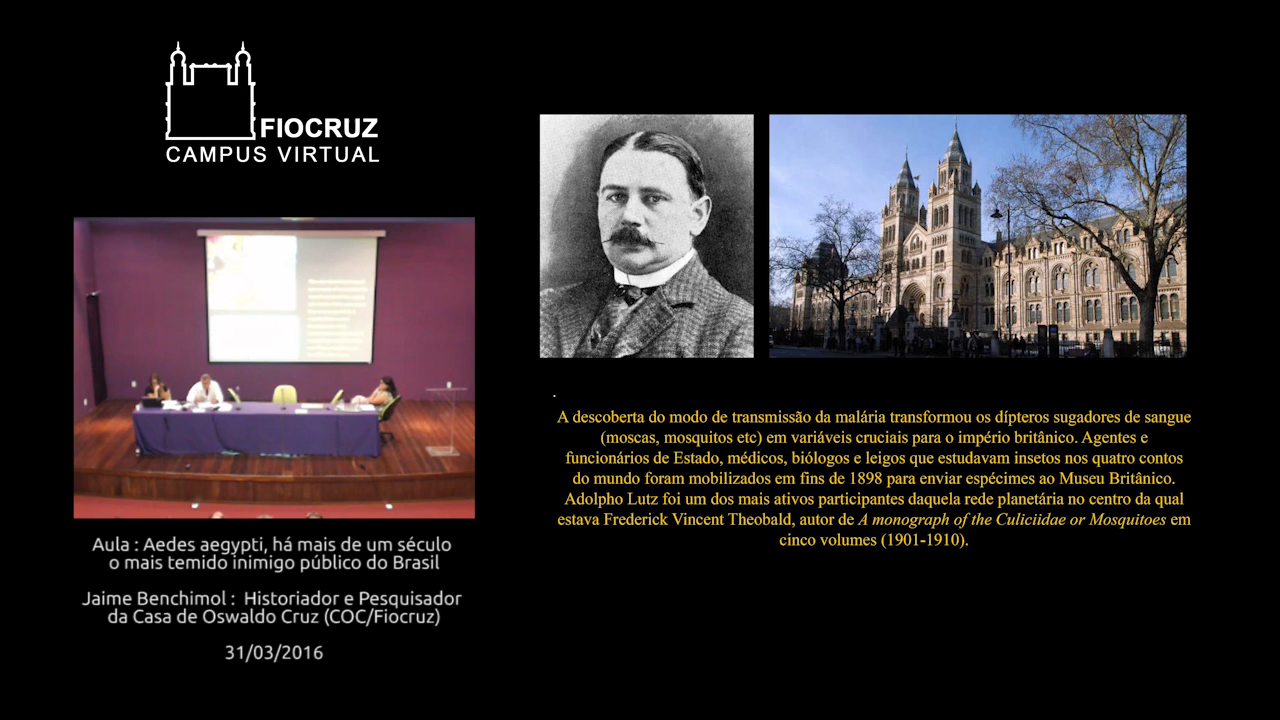 FIOCRUZ
CAMPUS VIRTUAL
Aula : Aedes aegypti, há mais de um século
o mais temido inimigo público do Brasil
Jaime Benchimol : Historiador e Pesquisador
da Casa de Oswaldo Cruz (COC/Fiocruz)
31/03/2016
.
A descoberta do modo de transmissão da malária transformou os dípteros sugadores de sangue
(moscas, mosquitos etc) em variáveis cruciais para o império britânico. Agentes e
funcionários de Estado, médicos, biólogos e leigos que estudavam insetos nos quatro contos
do mundo foram mobilizados em fins de 1898 para enviar espécimes ao Museu Britânico.
Adolpho Lutz foi um dos mais ativos participantes daquela rede planetária no centro da qual
estava Frederick Vincent Theobald, autor de A monograph of the Culiciidae or Mosquitoes em
cinco volumes (1901-1910).